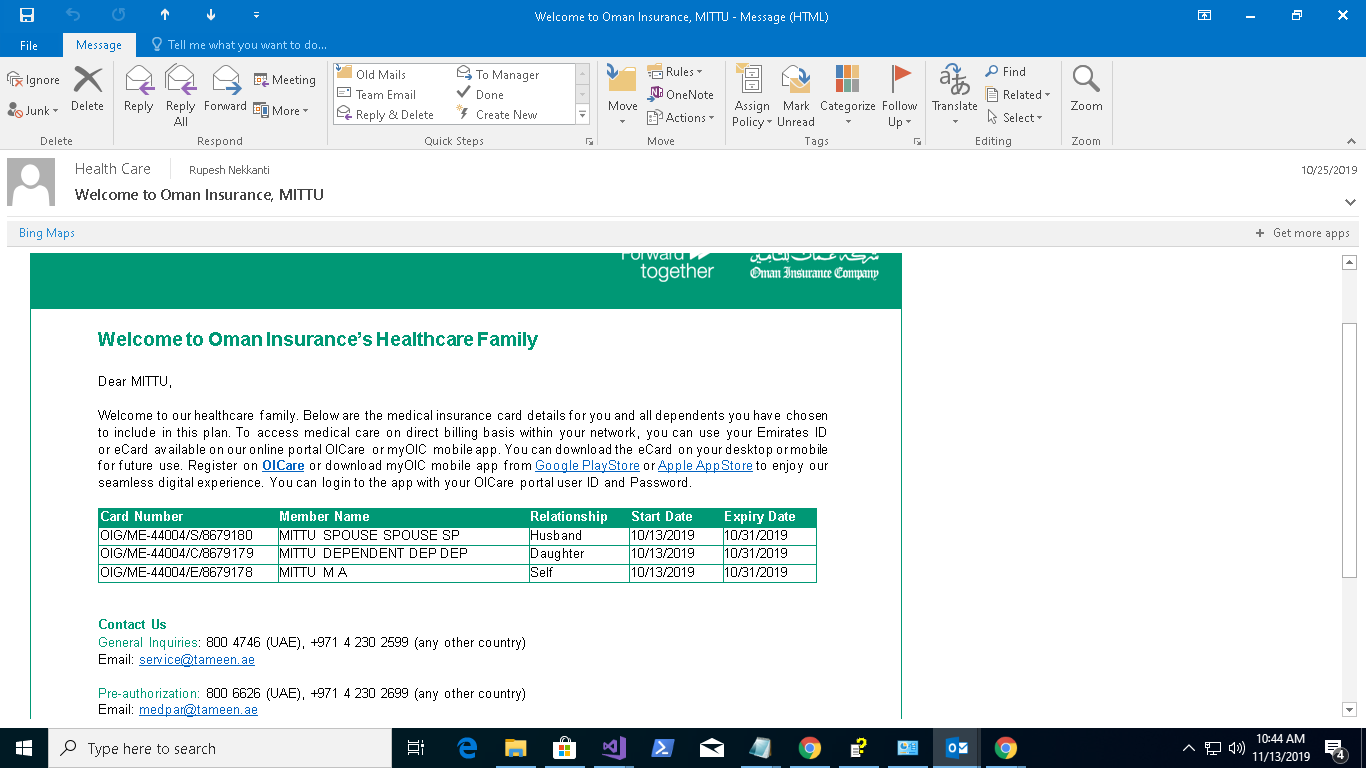 Welcome to Oman Insurance, MITTU - Message (HTML)
File
Message
Tell me what you want to do...
Ignore
Junk
Delete
Delete
Reply
Reply All
Forward
Meeting
More
Respond
Old Mails
Team Email
Reply & Delete
To Manager
Done
Create New
Quick Steps
Move
Rules
OneNote
Actions
Move
Assign Policy
Mark Unread
Categorize
Follow Up
Tags
Translate
Find
Related
Select
Editing
Zoom
Zoom
Health Care
Rupesh Nekkanti
10/25/2019
Welcome to Oman Insurance, MITTU
Bing Maps
+ Get more apps
Forward
together
شركة عمان للتأمين
Oman Insurance Company
Welcome to Oman Insurance’s Healthcare Family
Dear MITTU,
Welcome to our healthcare family. Below are the medical insurance card details for you and all dependents you have chosen
to include in this plan. To access medical care on direct billing basis within your network, you can use your Emirates ID
or eCard available on our online portal OICare or myOIC mobile app. You can download the eCard on your desktop or mobile
for future use. Register on OICare or download myOIC mobile app from Google PlayStore or Apple AppStore to enjoy our
seamless digital experience. You can login to the app with your OICare portal user ID and Password.
Card Number Member Name Relationship Start Date Expiry Date
OIG/ME-44004/S/8679180 MITTU SPOUSE SPOUSE SP Husband 10/13/2019 10/31/2019
OIG/ME-44004/C/8679179 MITTU DEPENDENT DEP DEP Daughter 10/13/2019 10/31/2019
OIG/ME-44004/E/8679178 MITTU M A Self 10/13/2019 10/31/2019
Contact Us
General Inquiries: 800 4746 (UAE), +971 4 230 2599 (any other country)
Email: service@tameen.ae
Pre-authorization: 800 6626 (UAE), +971 4 230 2699 (any other country)
Email: medpar@tameen.ae
Type here to search
10:44 AM
11/13/2019
4